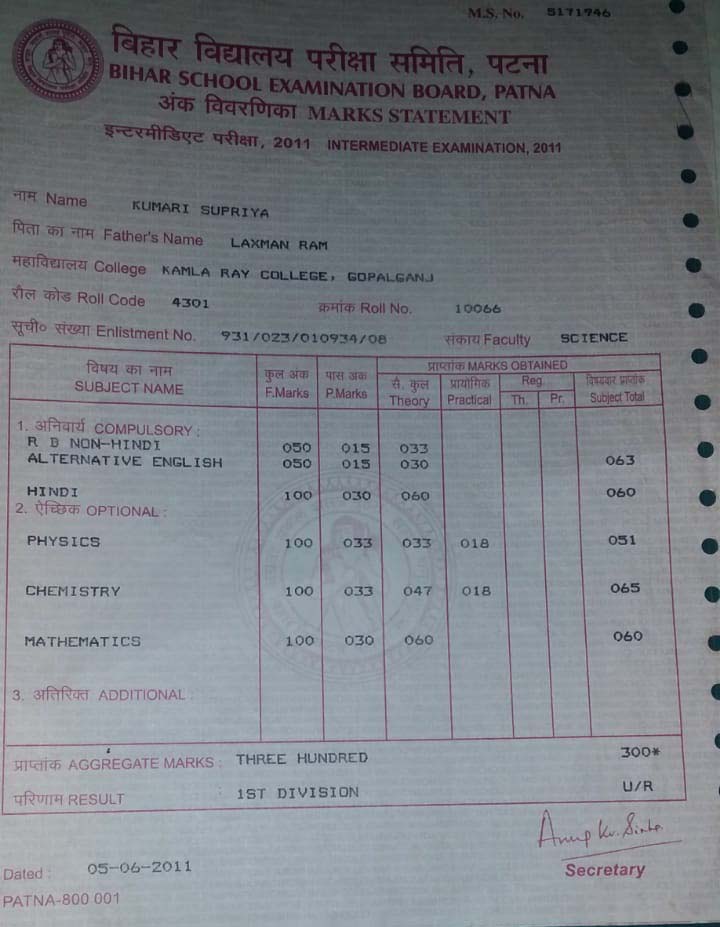 M.S. No. 5171946
बिहार विद्यालय परीक्षा समिति, पटना
BIHAR SCHOOL EXAMINATION BOARD, PATNA
अंक विवरणिका MARKS STATEMENT
इन्टरमीडिएट परीक्षा, 2011 INTERMEDIATE EXAMINATION, 2011
नाम Name KUMARI SUPRIYA
पिता का नाम Father's Name LAXMAN RAM
महाविद्यालय College KAMLA RAY COLLEGE, GOPALGANJ
रौल कोड Roll Code 4301 क्रमांक Roll No. 10066
सूची० संख्या Enlistment No. 931/023/010934/08 संकाय Faculty SCIENCE
विषय का नाम कुल अंक पास अंक प्राप्तांक MARKS OBTAINED
सै. कुल प्रायोगिक Reg. विषयवार प्राप्तांक
SUBJECT NAME F.Marks P.Marks Theory Practical Th. Pr. Subject Total
1. अनिवार्य COMPULSORY :
R B NON-HINDI 050 015 033
ALTERNATIVE ENGLISH 050 015 030 063
HINDI 100 030 060 060
2. ऐच्छिक OPTIONAL :
PHYSICS 100 033 033 018 051
CHEMISTRY 100 033 047 018 065
MATHEMATICS 100 030 060 060
3. अतिरिक्त ADDITIONAL :
प्राप्तांक AGGREGATE MARKS : THREE HUNDRED 300*
परिणाम RESULT : 1ST DIVISION U/R
Anup Kr. Sinha
Dated : 05-06-2011 Secretary
PATNA-800 001